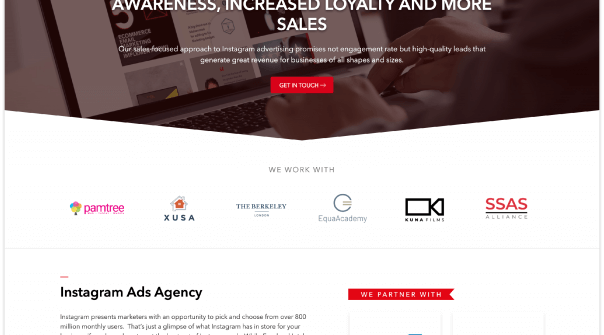 AWARENESS, INCREASED LOYALTY AND MORE
SALES
Our sales-focused approach to Instagram advertising promises not engagement rate but high-quality leads that
generate great revenue for businesses of all shapes and sizes.
GET IN TOUCH →
WE WORK WITH
pamtree
XUSA
THE BERKELEY
LONDON
EquaAcademy
KUNA FILMS
SSAS
ALLIANCE
Instagram Ads Agency
WE PARTNER WITH
Instagram presents marketers with an opportunity to pick and choose from over 800
million monthly users. That's just a glimpse of what Instagram has in store for your